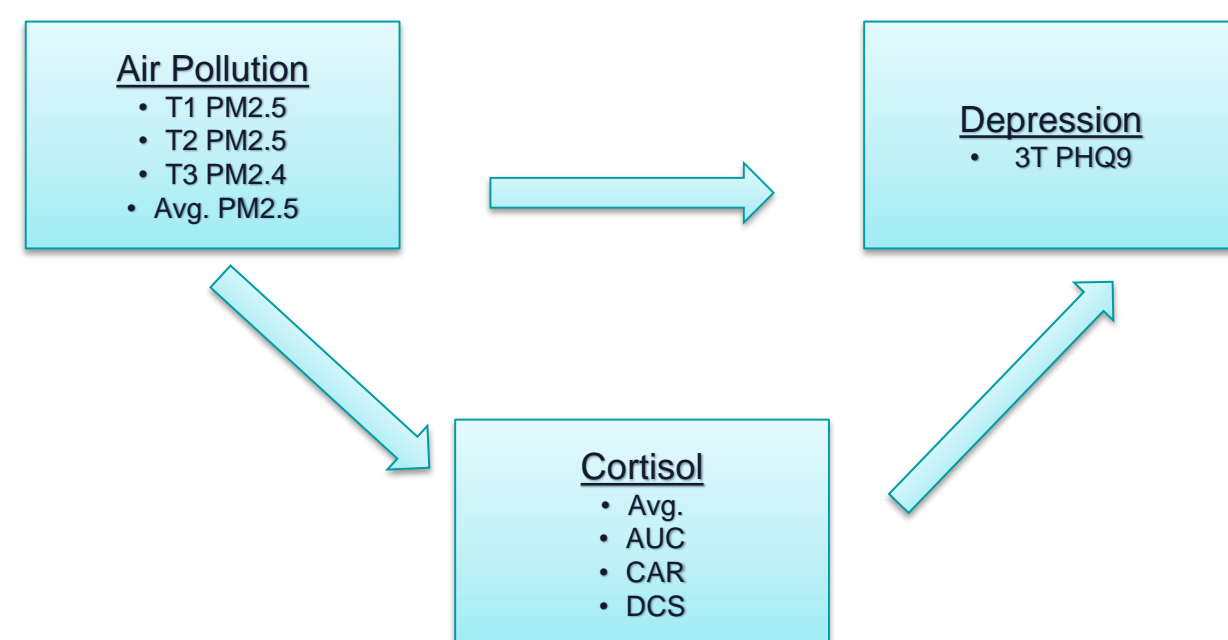 Air Pollution
• T1 PM2.5
• T2 PM2.5
• T3 PM2.4
• Avg. PM2.5
Depression
• 3T PHQ9
Cortisol
• Avg.
• AUC
• CAR
• DCS